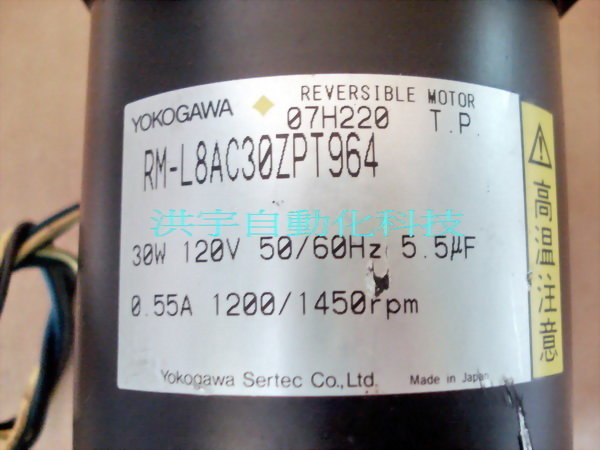 REVERSIBLE MOTOR
YOKOGAWA 07H220 T.P.
RM-L8AC30ZPT964
洪宇自動化科技
30W 120V 50/60Hz 5.5μF
0.55A 1200/1450rpm
Yokogawa Sertec Co.,Ltd. Made in Japan
高温注意